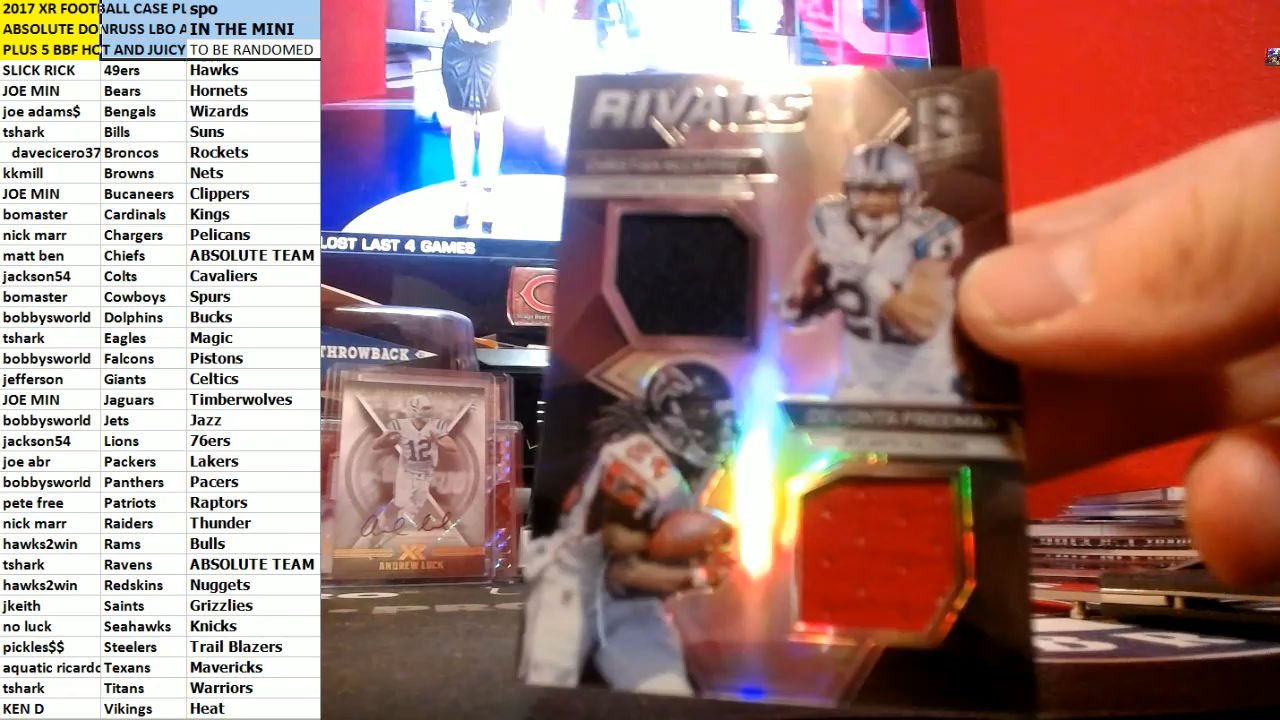 2017 XR FOOTBALL CASE PL spo
ABSOLUTE DONRUSS LBO A IN THE MINI
PLUS 5 BBF HOT AND JUICY TO BE RANDOMED
SLICK RICK 49ers Hawks
JOE MIN Bears Hornets
joe adams$ Bengals Wizards
tshark Bills Suns
davecicero37 Broncos Rockets
kkmill Browns Nets
JOE MIN Bucaneers Clippers
bomaster Cardinals Kings
nick marr Chargers Pelicans
matt ben Chiefs ABSOLUTE TEAM
jackson54 Colts Cavaliers
bomaster Cowboys Spurs
bobbysworld Dolphins Bucks
tshark Eagles Magic
bobbysworld Falcons Pistons
jefferson Giants Celtics
JOE MIN Jaguars Timberwolves
bobbysworld Jets Jazz
jackson54 Lions 76ers
joe abr Packers Lakers
bobbysworld Panthers Pacers
pete free Patriots Raptors
nick marr Raiders Thunder
hawks2win Rams Bulls
tshark Ravens ABSOLUTE TEAM
hawks2win Redskins Nuggets
jkeith Saints Grizzlies
no luck Seahawks Knicks
pickles$$ Steelers Trail Blazers
aquatic ricardo Texans Mavericks
tshark Titans Warriors
KEN D Vikings Heat
LOST LAST 4 GAMES
THROWBACK
12
XR
ANDREW LUCK
RIVALS
DEVONTA FREEMAN